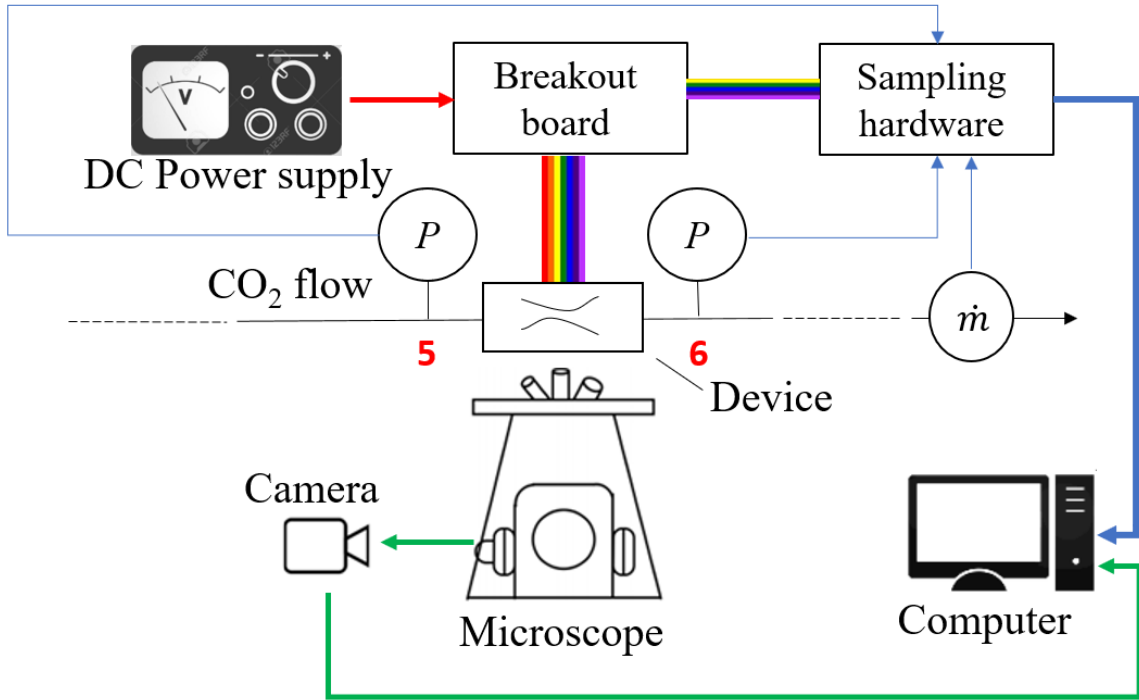 Breakout
board
Sampling
hardware
V
- +
DC Power supply
P
P
CO₂ flow
ṁ
5
6
Device
Camera
Microscope
Computer